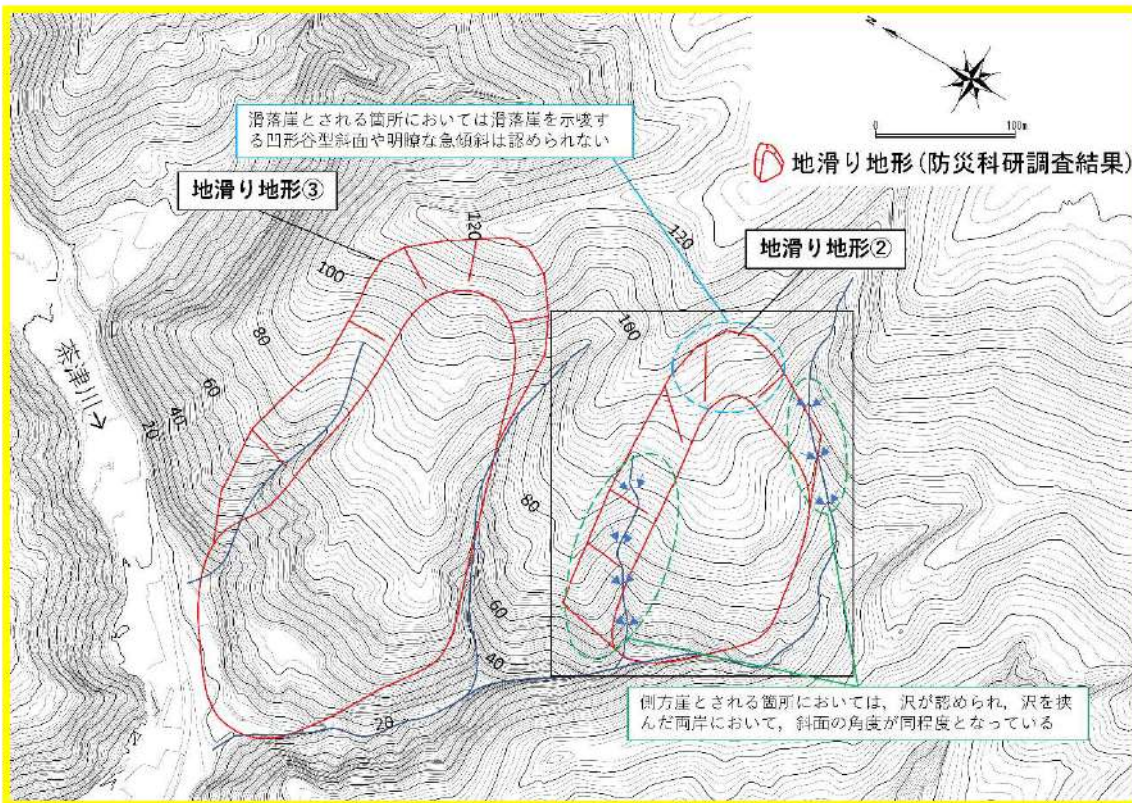 N
0 100m
地滑り地形(防災科研調査結果)
滑落崖とされる箇所においては滑落崖を示唆す
る凹形谷型斜面や明瞭な急傾斜は認められない
地滑り地形③
地滑り地形②
120
120
100
100
80
80
60
60
40
40
20
20
茶津川→
側方崖とされる箇所においては，沢が認められ，沢を挟
んだ両岸において，斜面の角度が同程度となっている